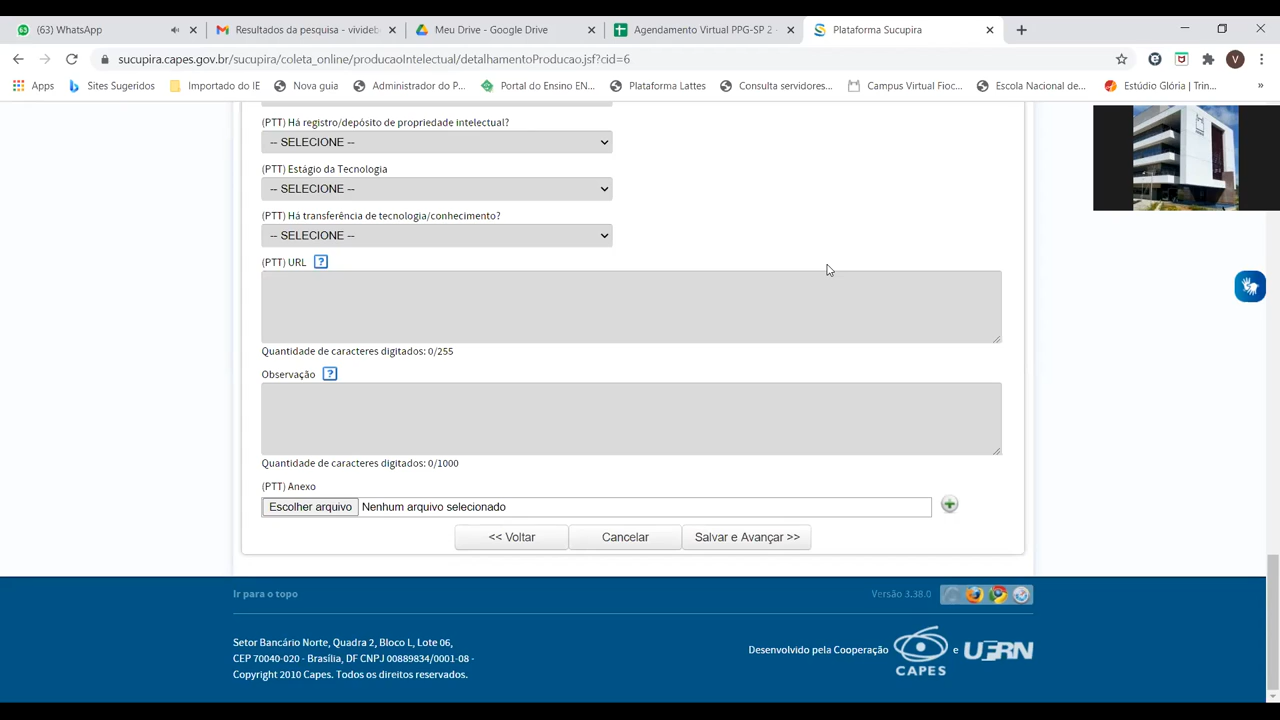 (63) WhatsApp
Resultados da pesquisa - videb
Meu Drive - Google Drive
Agendamento Virtual PPG-SP 2
Plataforma Sucupira
sucupira.capes.gov.br/sucupira/coleta_online/producaoIntelectual/detalhamentoProducao.jsf?cid=6
V
Apps
Sites Sugeridos
Importado do IE
Nova guia
Administrador do P...
Portal do Ensino EN...
Plataforma Lattes
Consulta servidores...
Campus Virtual Fioc...
Escola Nacional de...
Estúdio Glória | Trin...
»
(PTT) Há registro/depósito de propriedade intelectual?
-- SELECIONE --
(PTT) Estágio da Tecnologia
-- SELECIONE --
(PTT) Há transferência de tecnologia/conhecimento?
-- SELECIONE --
(PTT) URL ?
Quantidade de caracteres digitados: 0/255
Observação ?
Quantidade de caracteres digitados: 0/1000
(PTT) Anexo
Escolher arquivo Nenhum arquivo selecionado
<< Voltar
Cancelar
Salvar e Avançar >>
Ir para o topo
Versão 3.38.0
Setor Bancário Norte, Quadra 2, Bloco L, Lote 06,
CEP 70040-020 - Brasília, DF CNPJ 00889834/0001-08 -
Copyright 2010 Capes. Todos os direitos reservados.
Desenvolvido pela Cooperação
CAPES
e
UFRN